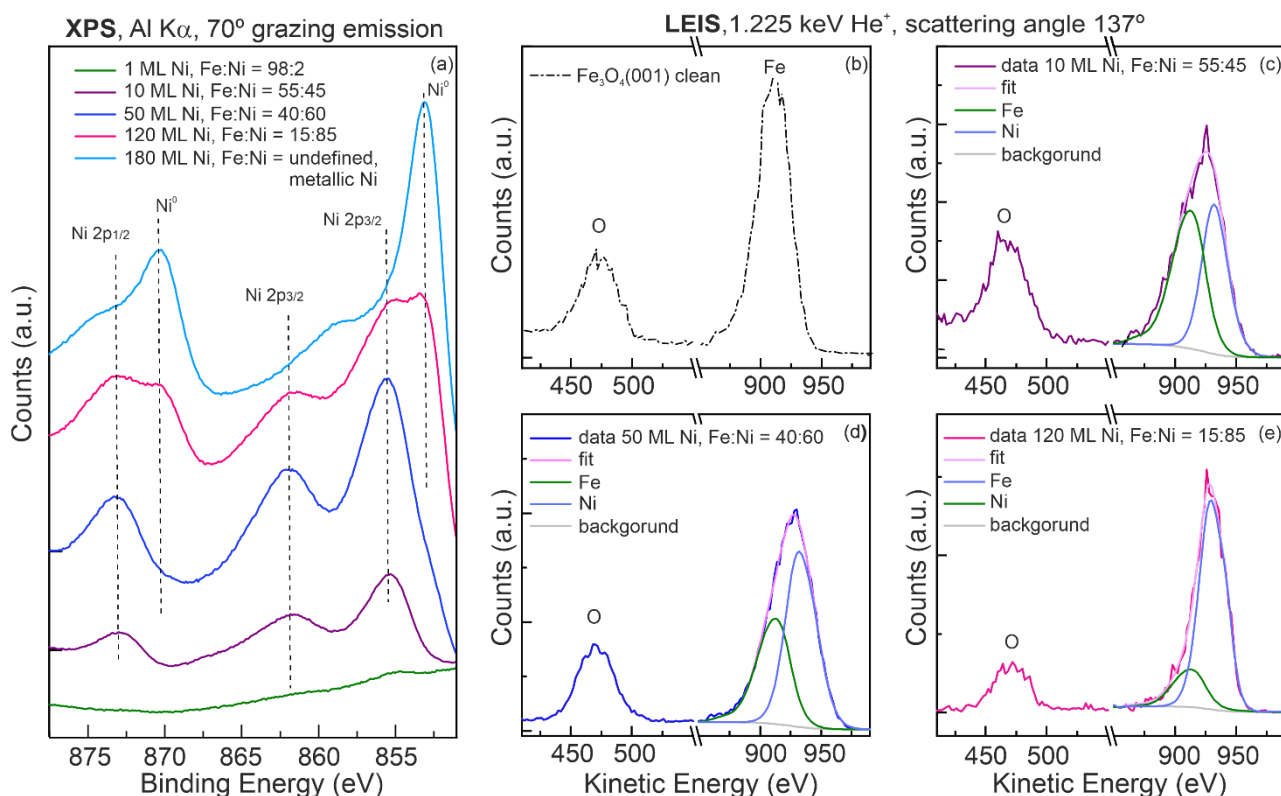 XPS, Al Kα, 70º grazing emission
LEIS,1.225 keV He⁺, scattering angle 137º
(a)
1 ML Ni, Fe:Ni = 98:2
10 ML Ni, Fe:Ni = 55:45
50 ML Ni, Fe:Ni = 40:60
120 ML Ni, Fe:Ni = 15:85
180 ML Ni, Fe:Ni = undefined,
metallic Ni
Ni⁰
Ni⁰
Ni 2p1/2
Ni 2p3/2
Ni 2p3/2
Counts (a.u.)
875 870 865 860 855
Binding Energy (eV)
(b)
Fe₃O₄(001) clean
Fe
O
Counts (a.u.)
450 500 900 950
(c)
data 10 ML Ni, Fe:Ni = 55:45
fit
Fe
Ni
backgorund
O
Counts (a.u.)
450 500 900 950
(d)
data 50 ML Ni, Fe:Ni = 40:60
fit
Fe
Ni
backgorund
O
Counts (a.u.)
450 500 900 950
Kinetic Energy (eV)
(e)
data 120 ML Ni, Fe:Ni = 15:85
fit
Fe
Ni
backgorund
O
Counts (a.u.)
450 500 900 950
Kinetic Energy (eV)